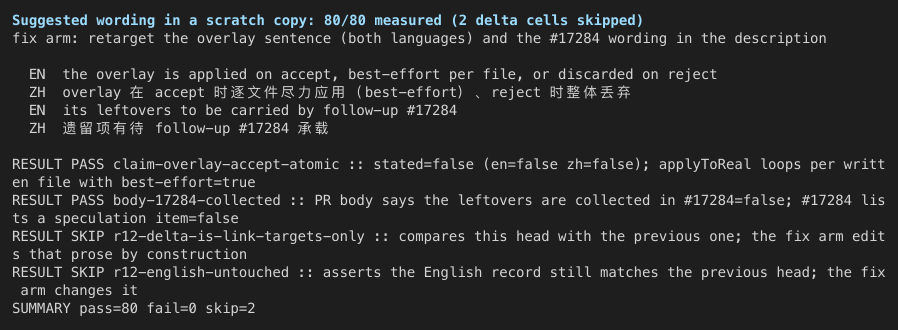 Suggested wording in a scratch copy: 80/80 measured (2 delta cells skipped)
fix arm: retarget the overlay sentence (both languages) and the #17284 wording in the description
EN  the overlay is applied on accept, best-effort per file, or discarded on reject
ZH  overlay 在 accept 时逐文件尽力应用 (best-effort) 、reject 时整体丢弃
EN  its leftovers to be carried by follow-up #17284
ZH  遗留项有待 follow-up #17284 承载
RESULT PASS claim-overlay-accept-atomic :: stated=false (en=false zh=false); applyToReal loops per writt
en file with best-effort=true
RESULT PASS body-17284-collected :: PR body says the leftovers are collected in #17284=false; #17284 lis
ts a speculation item=false
RESULT SKIP r12-delta-is-link-targets-only :: compares this head with the previous one; the fix arm edit
s that prose by construction
RESULT SKIP r12-english-untouched :: asserts the English record still matches the previous head; the fix
 arm changes it
SUMMARY pass=80 fail=0 skip=2